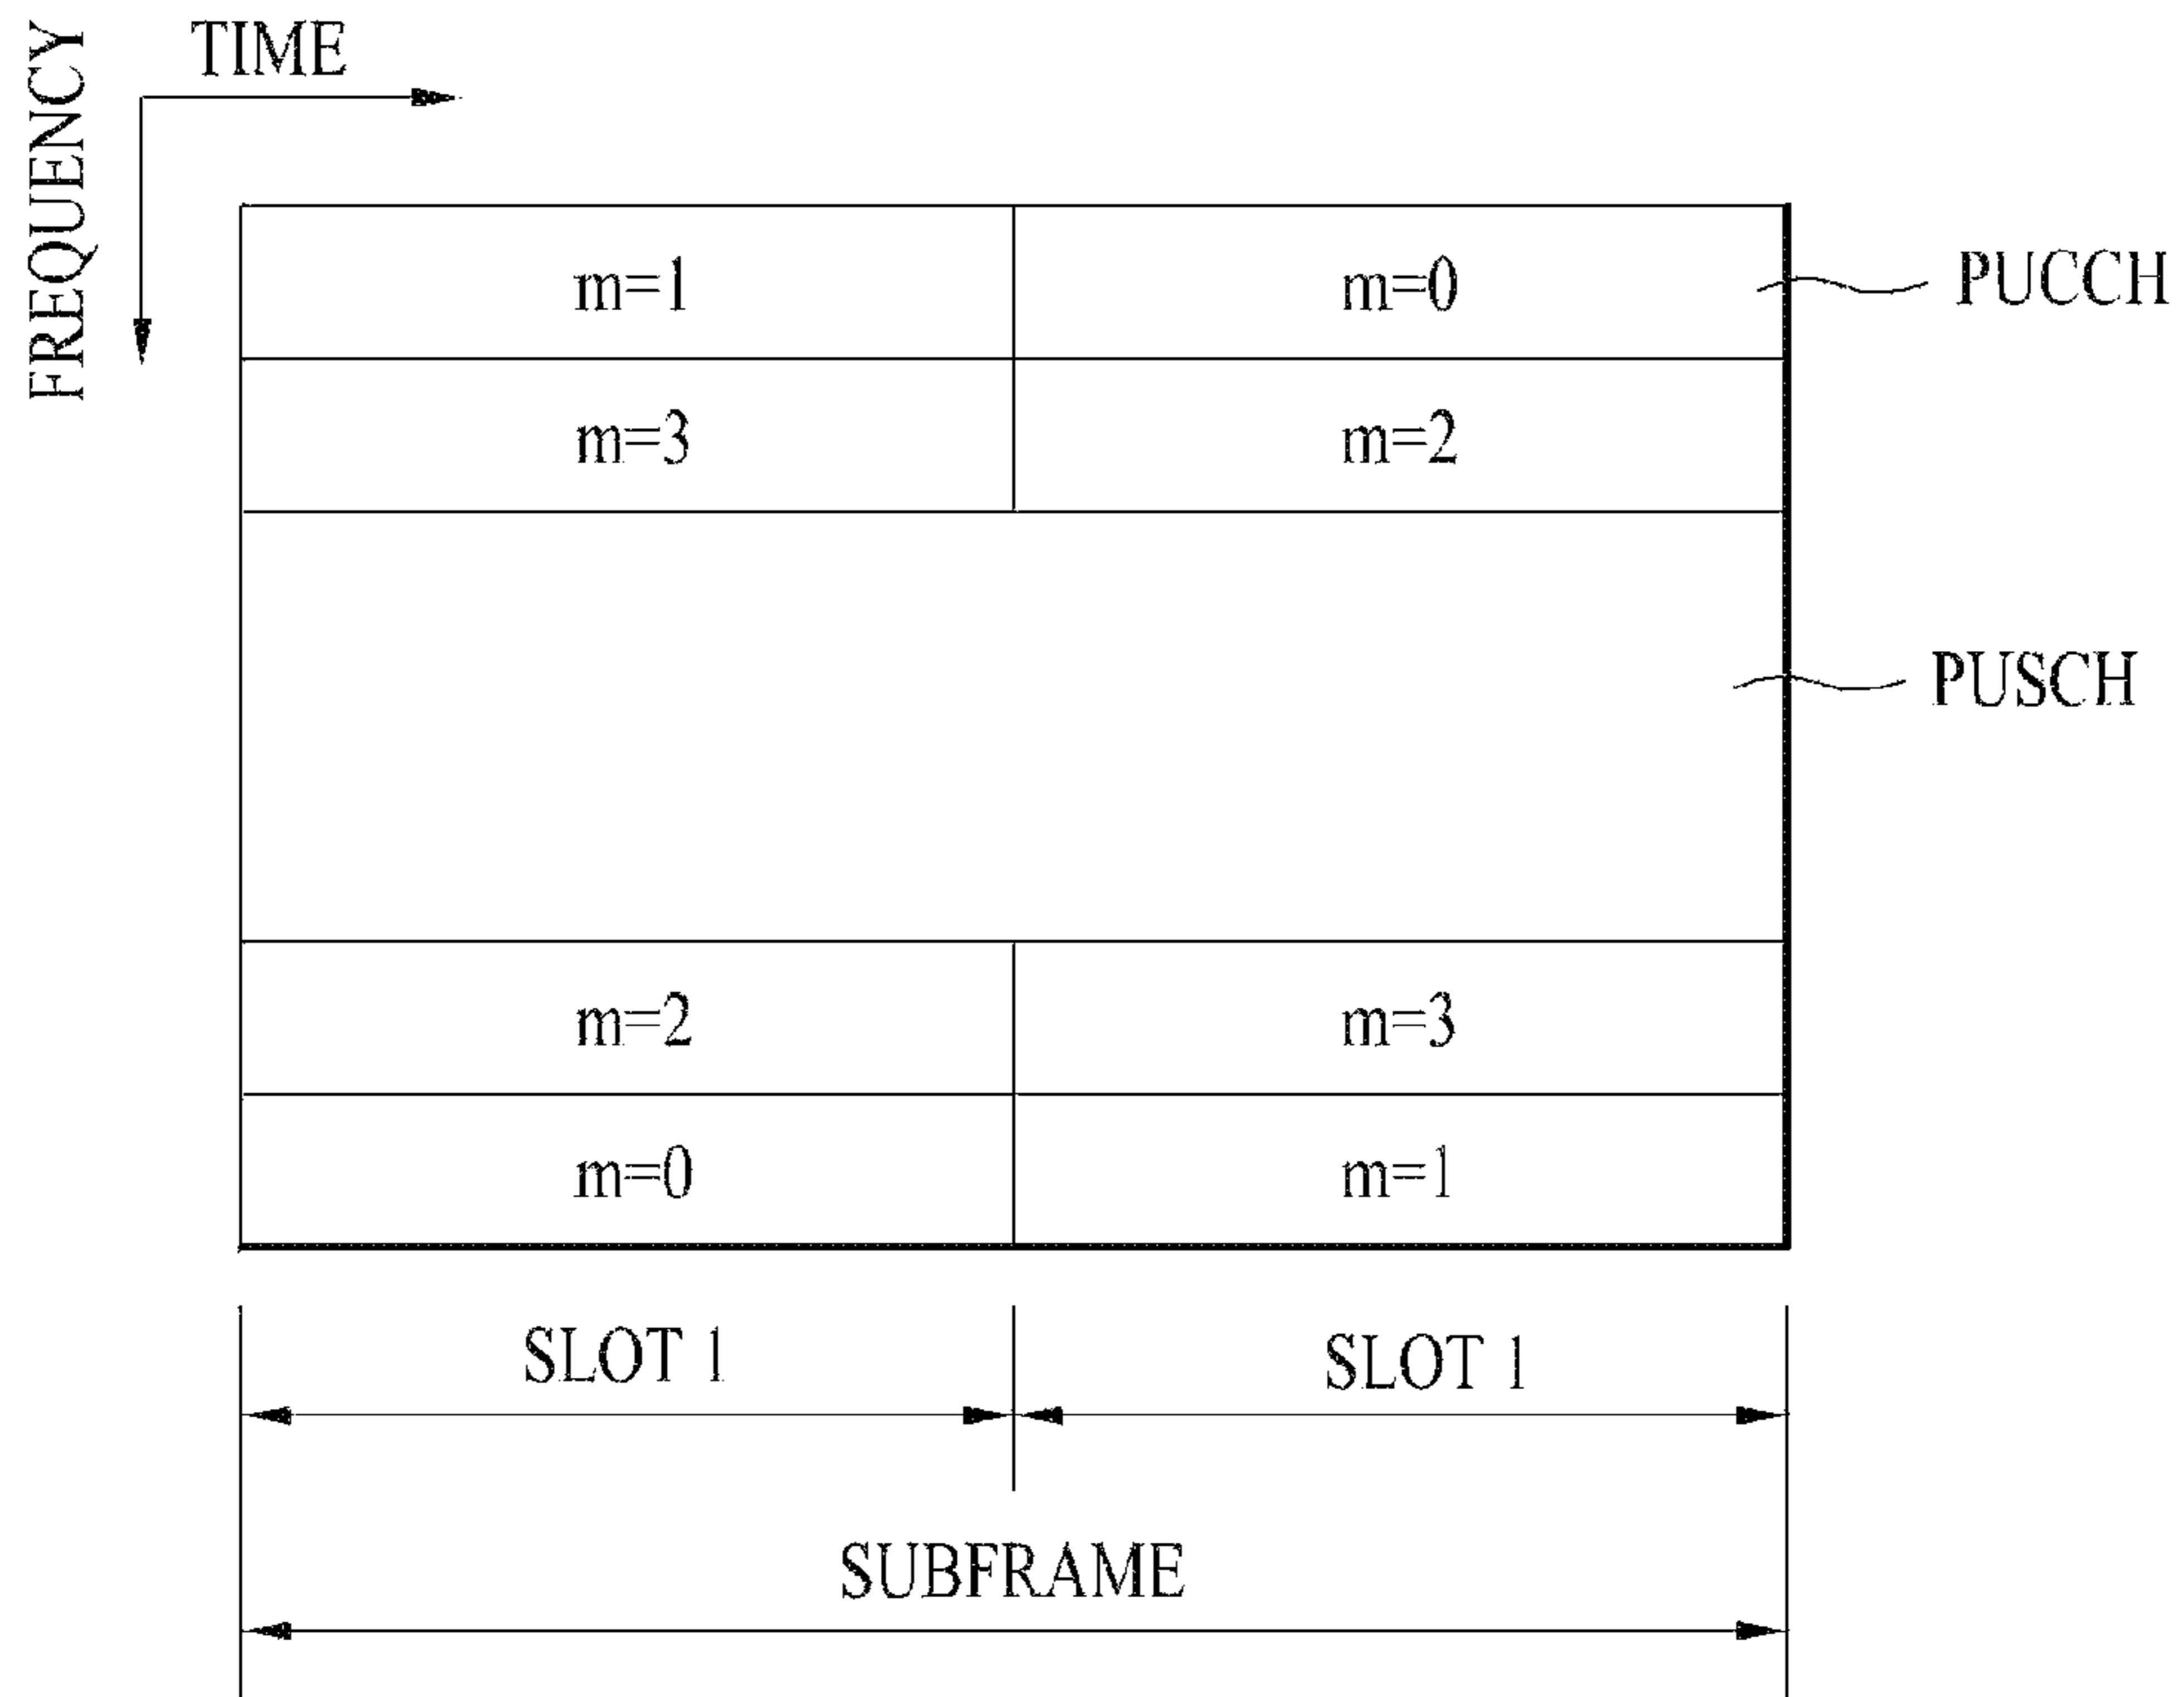 TIME
FREQUENCY
m=1
m=0
PUCCH
m=3
m=2
PUSCH
m=2
m=3
m=0
m=1
SLOT 1
SLOT 1
SUBFRAME